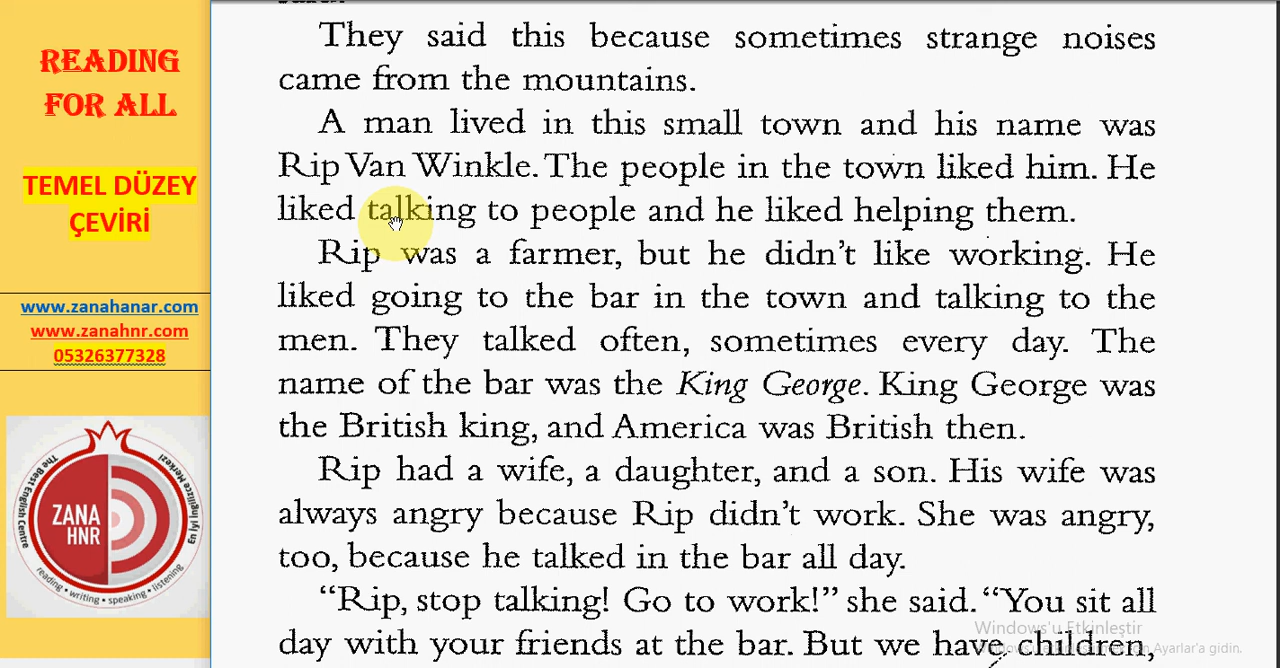 READING
FOR ALL
TEMEL DÜZEY
ÇEVİRİ
www.zanahanar.com
www.zanahnr.com
05326377328
The Best English Centre
En İyi İngilizce Merkezi
ZANA
HNR
reading • writing • speaking • listening
They said this because sometimes strange noises
came from the mountains.
A man lived in this small town and his name was
Rip Van Winkle. The people in the town liked him. He
liked talking to people and he liked helping them.
Rip was a farmer, but he didn't like working. He
liked going to the bar in the town and talking to the
men. They talked often, sometimes every day. The
name of the bar was the King George. King George was
the British king, and America was British then.
Rip had a wife, a daughter, and a son. His wife was
always angry because Rip didn't work. She was angry,
too, because he talked in the bar all day.
“Rip, stop talking! Go to work!” she said. “You sit all
day with your friends at the bar. But we have children,
Windows'u Etkinleştir
Ayarlar'a gidin.